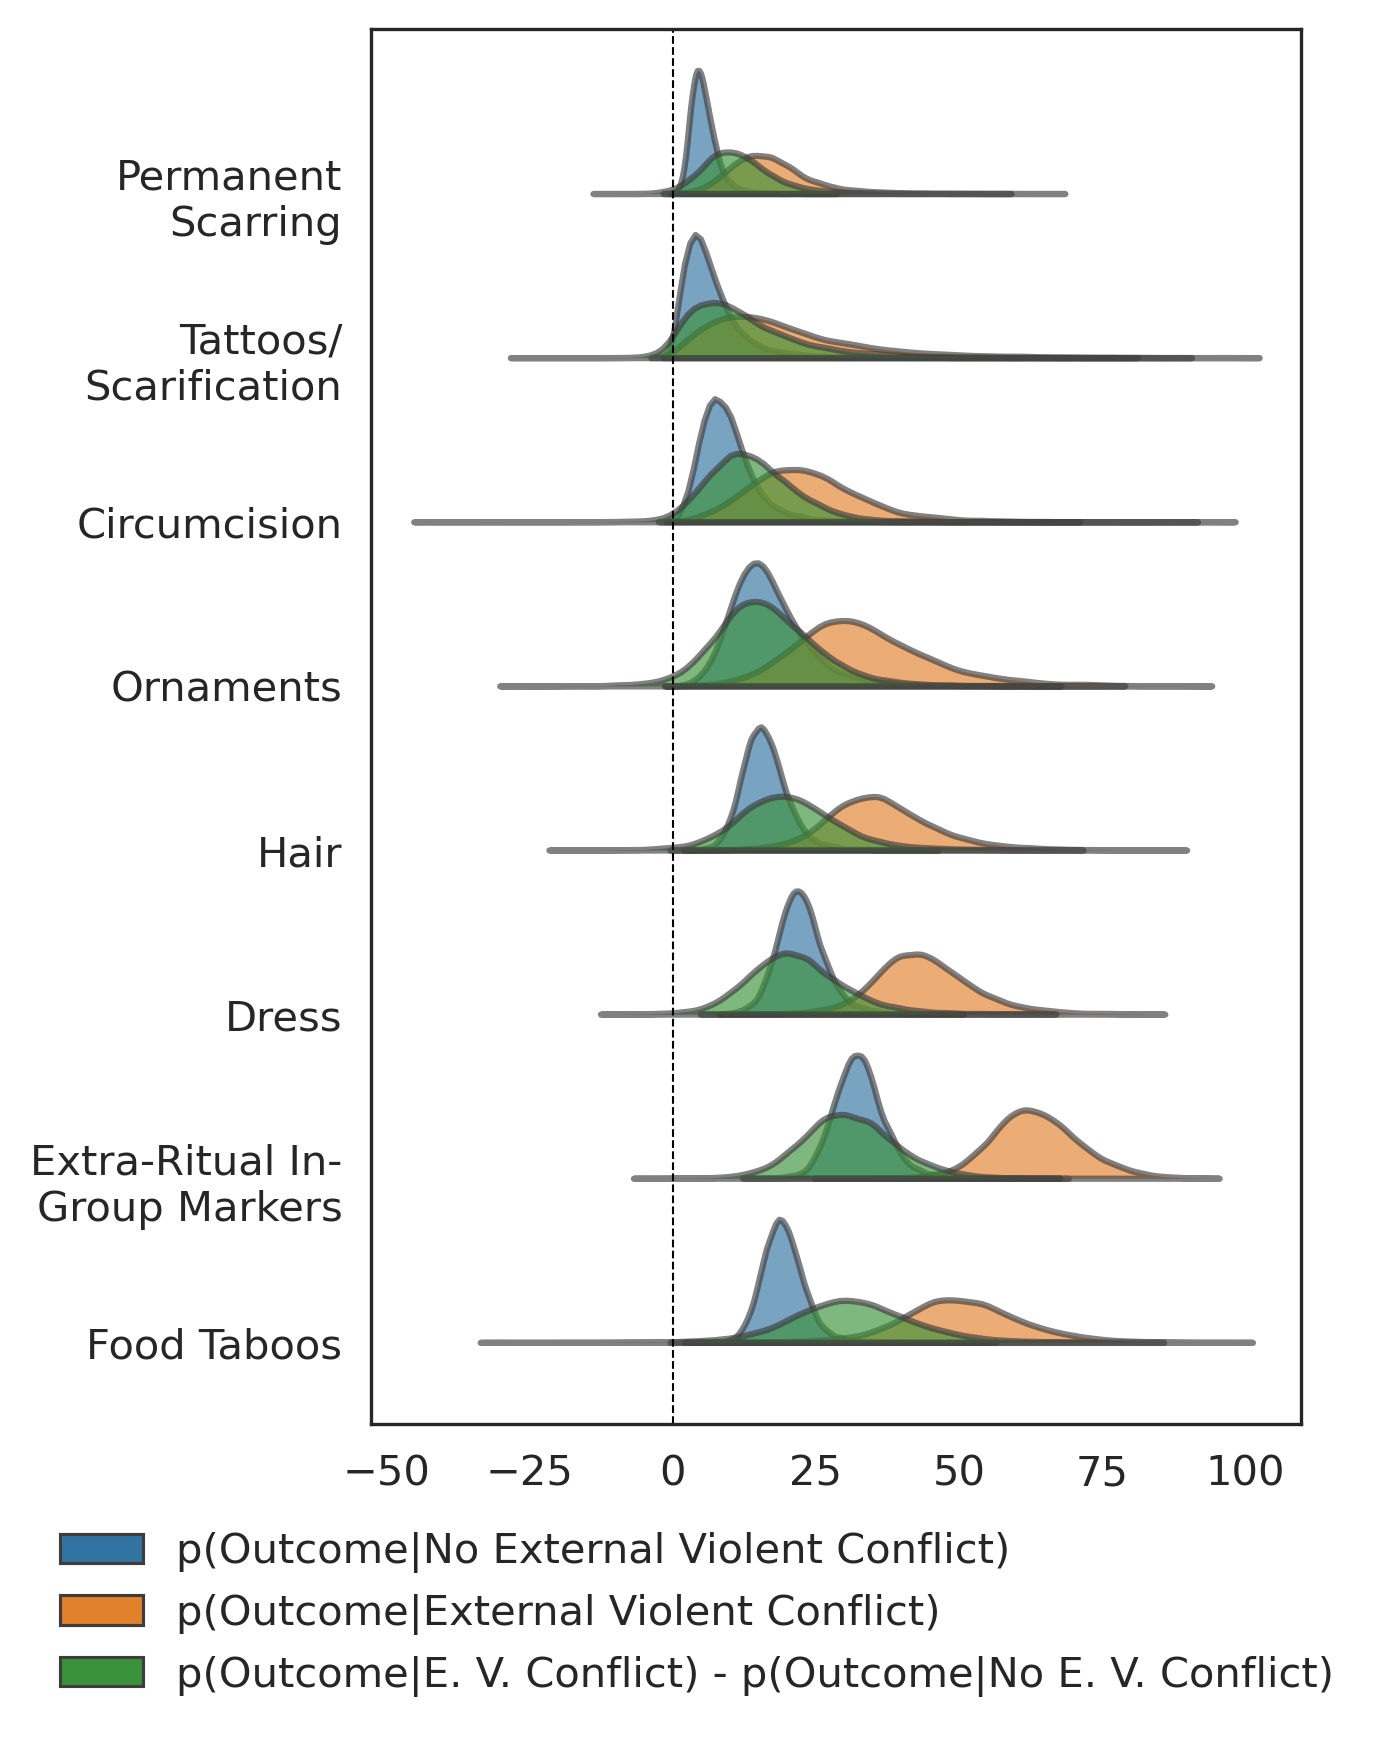 Permanent
Scarring
Tattoos/
Scarification
Circumcision
Ornaments
Hair
Dress
Extra-Ritual In-
Group Markers
Food Taboos
−50 −25 0 25 50 75 100
p(Outcome|No External Violent Conflict)
p(Outcome|External Violent Conflict)
p(Outcome|E. V. Conflict) - p(Outcome|No E. V. Conflict)